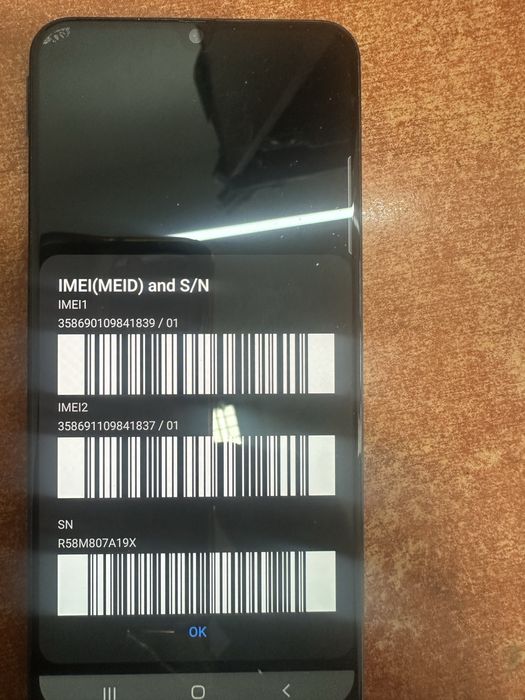 IMEI(MEID) and S/N
IMEI1
358690109841839 / 01
IMEI2
358691109841837 / 01
SN
R58M807A19X
OK